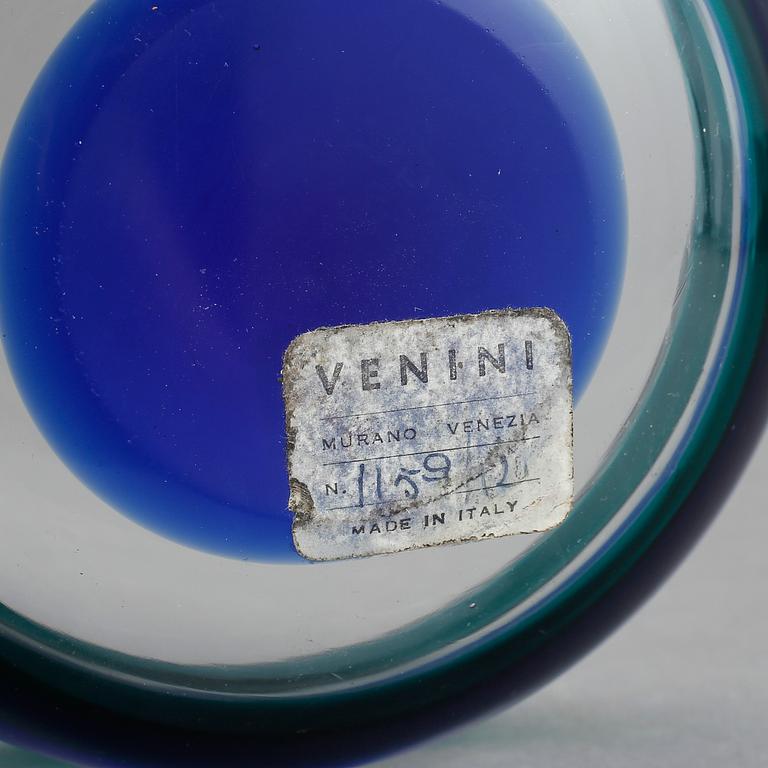 VENINI
MURANO VENEZIA
N. 1159
MADE IN ITALY